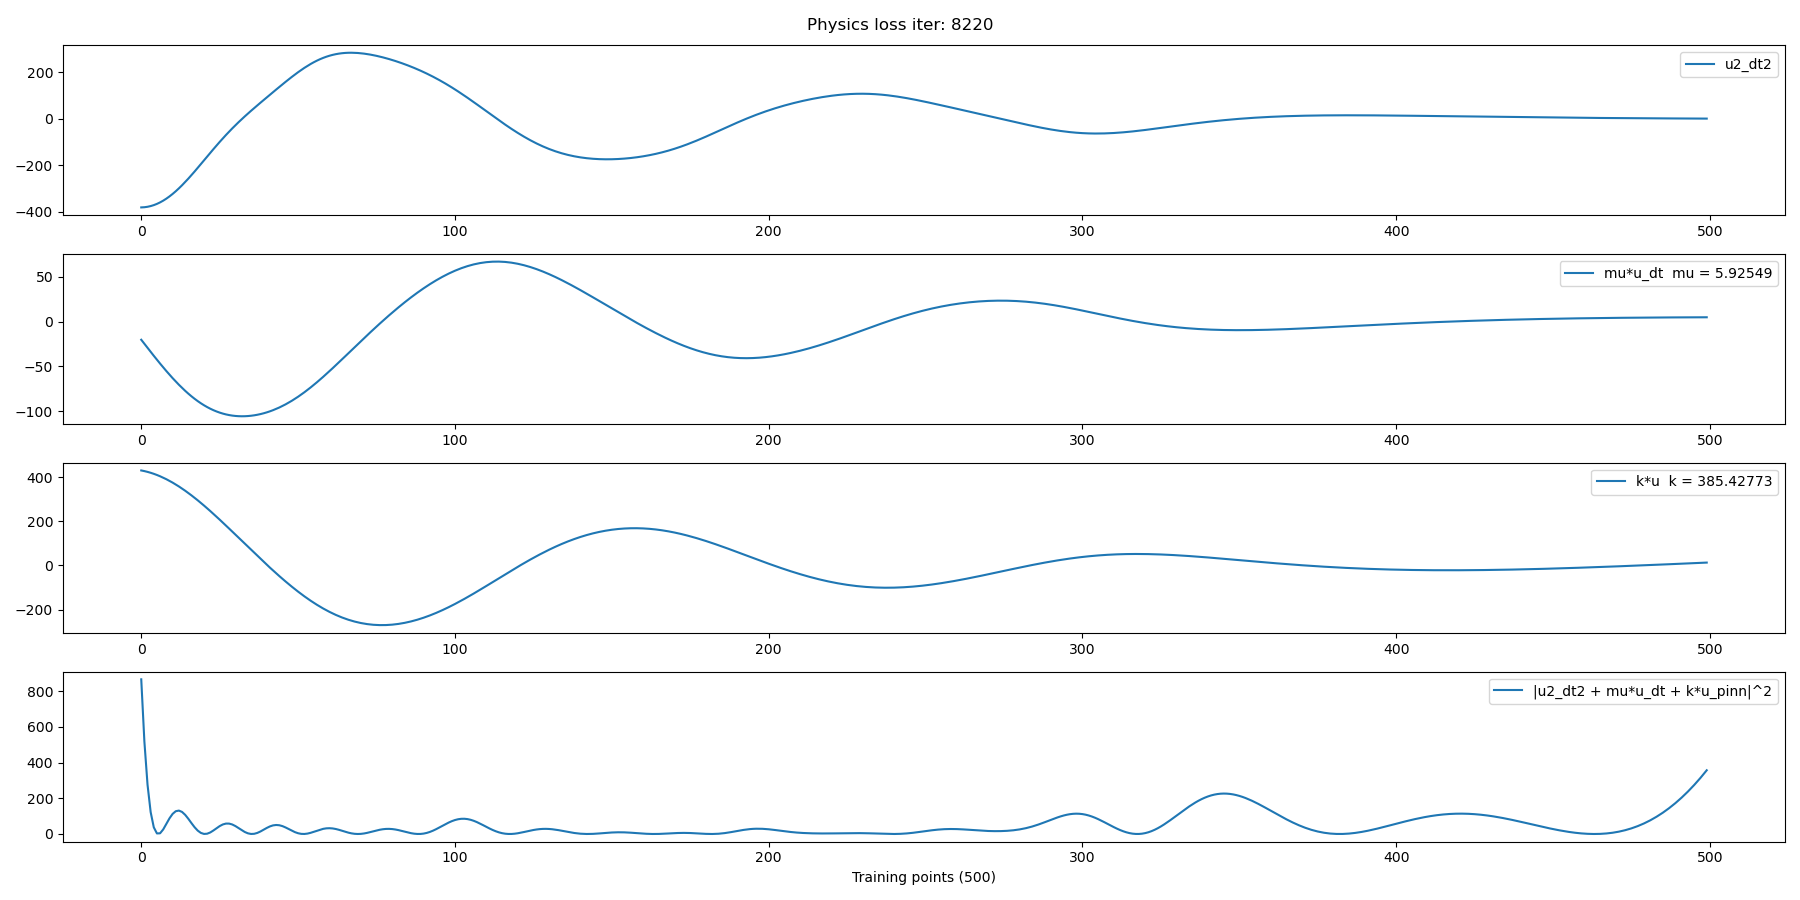 Physics loss iter: 8220
u2_dt2
200
0
−200
−400
0 100 200 300 400 500
mu*u_dt  mu = 5.92549
50
0
−50
−100
0 100 200 300 400 500
k*u  k = 385.42773
400
200
0
−200
0 100 200 300 400 500
|u2_dt2 + mu*u_dt + k*u_pinn|^2
800
600
400
200
0
0 100 200 300 400 500
Training points (500)